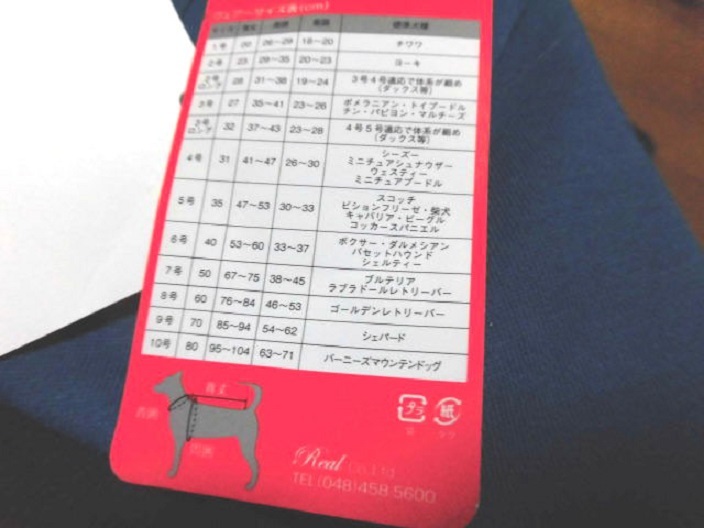 ウェアーサイズ表(cm)
サイズ 着丈 胸囲 首囲 標準犬種
1号 20 26~29 18~20 チワワ
2号 23 29~35 20~23 ヨーキ
2号ロング 28 31~38 19~24 3号4号適応で体系が細め(ダックス等)
3号 27 35~41 23~26 ポメラニアン・トイプードル
チン・パピヨン・マルチーズ
3号ロング 32 37~43 23~28 4号5号適応で体系が細め(ダックス等)
4号 31 41~47 26~30 シーズー
ミニチュアシュナウザー
ウェスティー
ミニチュアプードル
5号 35 47~53 30~33 スコッチ
ビションフリーゼ・柴犬
キャバリア・ビーグル
コッカースパニエル
6号 40 53~60 33~37 ボクサー・ダルメシアン
バセットハウンド
シェルティー
7号 50 67~75 38~45 ブルテリア
ラブラドールレトリーバー
8号 60 76~84 46~53 ゴールデンレトリーバー
9号 70 85~94 54~62 シェパード
10号 80 95~104 63~71 バーニーズマウンテンドッグ
着丈
首囲
胸囲
プラ 紙
Real Co.,Ltd
TEL(048)458 5600